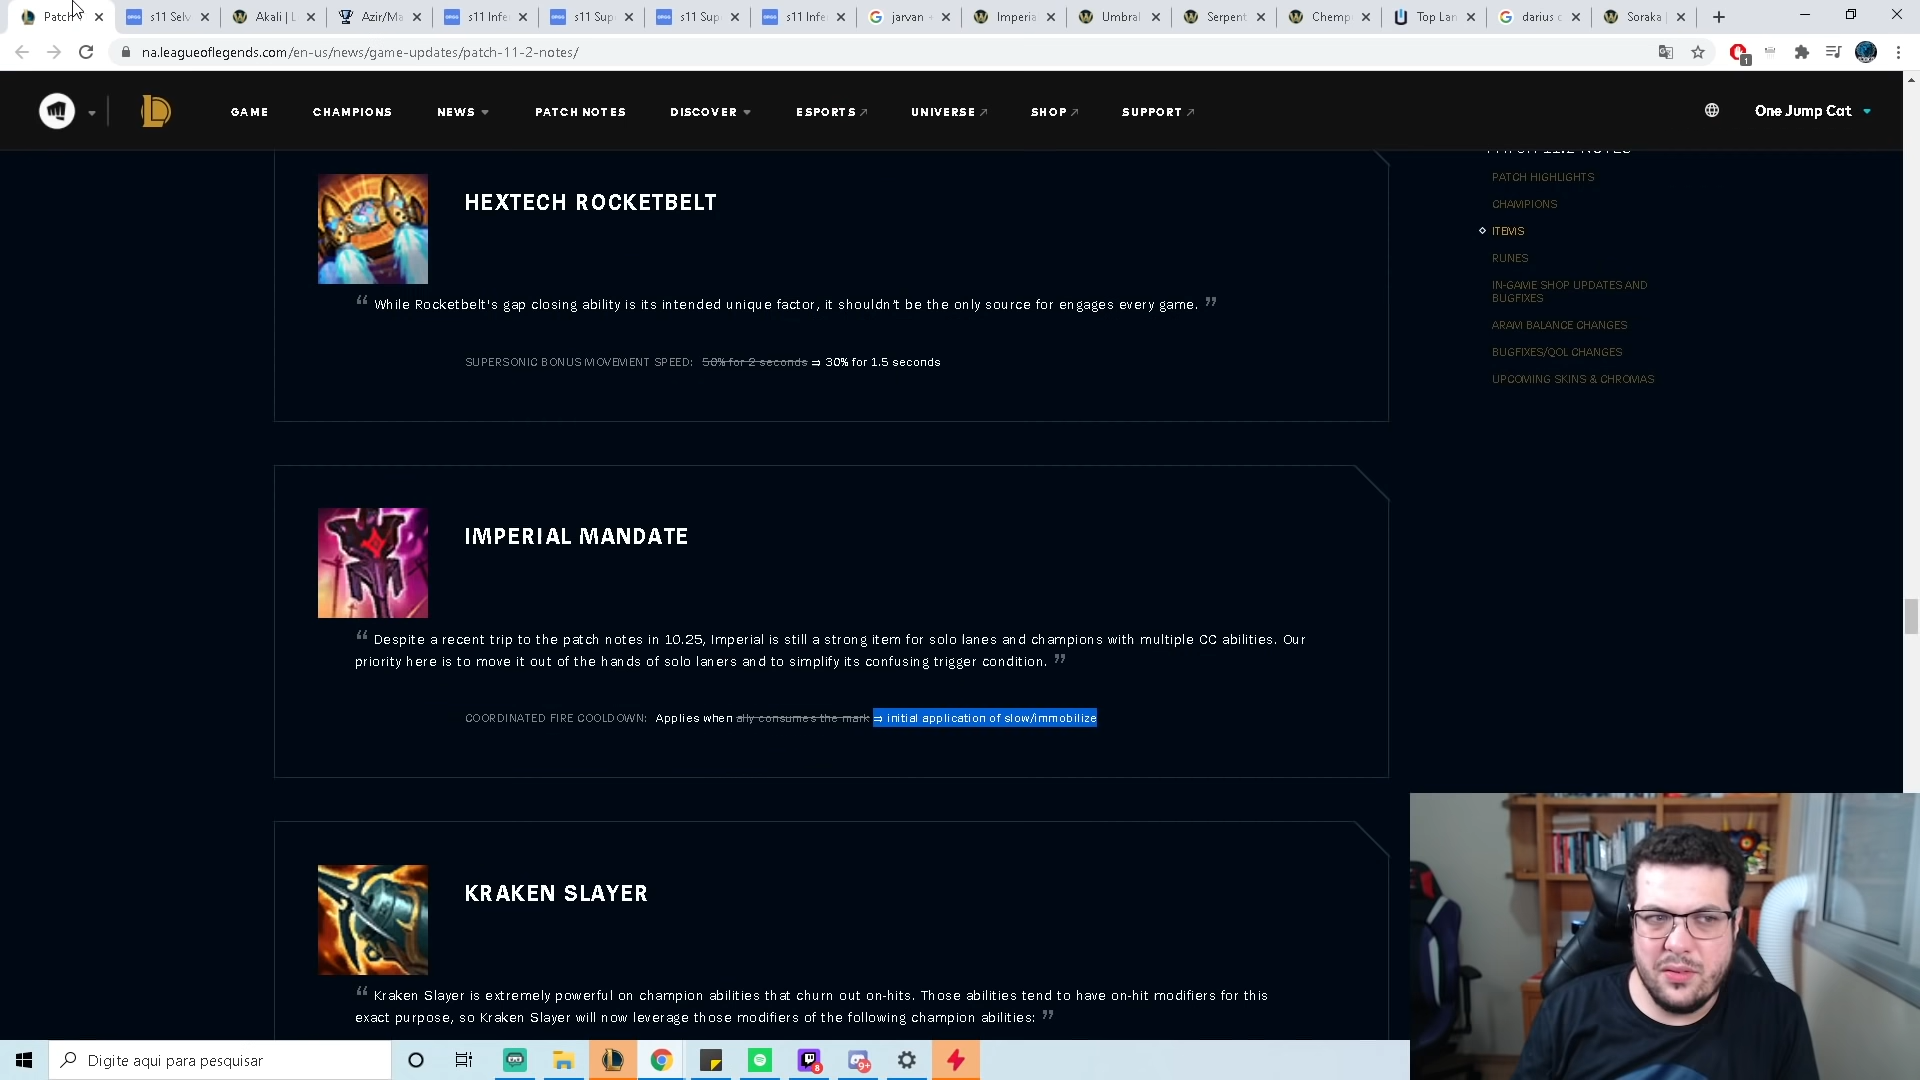 Patch
s11 Selv
Akali | L
Azir/Ma
s11 Infe
s11 Sup
s11 Sup
s11 Infe
jarvan
Imperia
Umbral
Serpent
Chemp
Top Lan
darius c
Soraka |
na.leagueoflegends.com/en-us/news/game-updates/patch-11-2-notes/
1
GAME
CHAMPIONS
NEWS
PATCH NOTES
DISCOVER
ESPORTS
UNIVERSE
SHOP
SUPPORT
One Jump Cat
PATCH 11.2 NOTES
PATCH HIGHLIGHTS
CHAMPIONS
ITEMS
RUNES
IN-GAME SHOP UPDATES AND
BUGFIXES
ARAM BALANCE CHANGES
BUGFIXES/QOL CHANGES
UPCOMING SKINS & CHROMAS
HEXTECH ROCKETBELT
“ While Rocketbelt's gap closing ability is its intended unique factor, it shouldn't be the only source for engages every game. ”
SUPERSONIC BONUS MOVEMENT SPEED: 50% for 2 seconds ⇒ 30% for 1.5 seconds
IMPERIAL MANDATE
“ Despite a recent trip to the patch notes in 10.25, Imperial is still a strong item for solo lanes and champions with multiple CC abilities. Our
priority here is to move it out of the hands of solo laners and to simplify its confusing trigger condition. ”
COORDINATED FIRE COOLDOWN: Applies when ally consumes the mark ⇒ initial application of slow/immobilize
KRAKEN SLAYER
“ Kraken Slayer is extremely powerful on champion abilities that churn out on-hits. Those abilities tend to have on-hit modifiers for this
exact purpose, so Kraken Slayer will now leverage those modifiers of the following champion abilities: ”
Digite aqui para pesquisar
8
9+